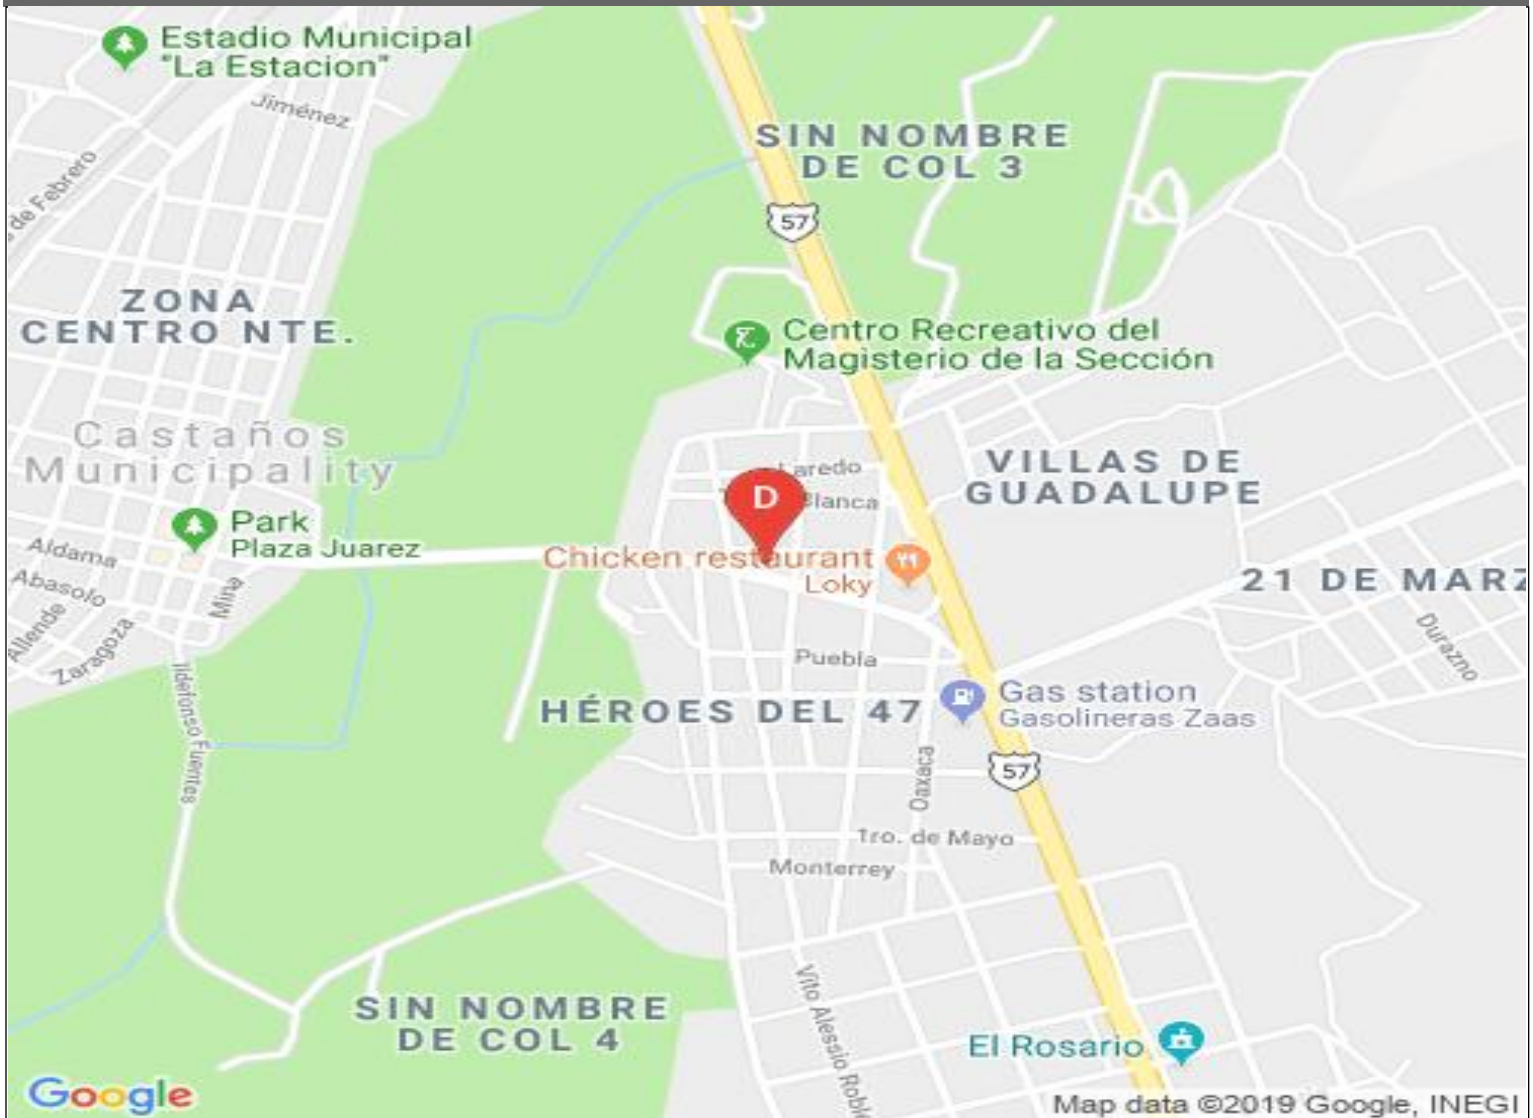 Estadio Municipal
"La Estacion"
Jiménez
de Febrero
SIN NOMBRE
DE COL 3
57
ZONA
CENTRO NTE.
Centro Recreativo del
Magisterio de la Sección
Castaños
Municipality
Laredo
VILLAS DE
GUADALUPE
D
Blanca
Park
Plaza Juarez
Aldama
Chicken restaurant
Loky
Abasolo
21 DE MARZ
Mina
Allende
Zaragoza
Durazno
Puebla
Ildefonso Fuentes
HÉROES DEL 47
Gas station
Gasolineras Zaas
57
Oaxaca
1ro. de Mayo
Monterrey
Vito Alessio Robl
SIN NOMBRE
DE COL 4
El Rosario
Google
Map data ©2019 Google, INEGI